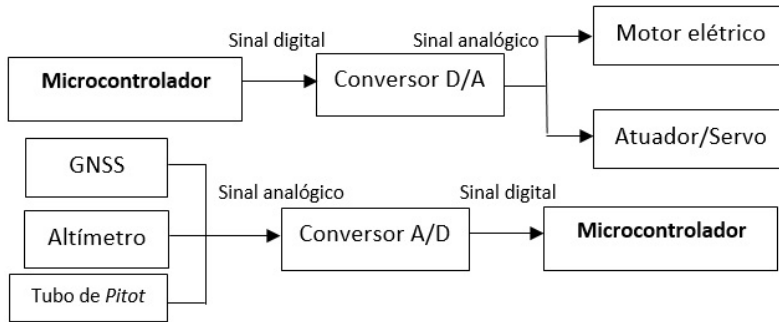 Motor elétrico
Sinal digital
Sinal analógico
Microcontrolador
Conversor D/A
Atuador/Servo
GNSS
Sinal analógico
Sinal digital
Altímetro
Conversor A/D
Microcontrolador
Tubo de Pitot